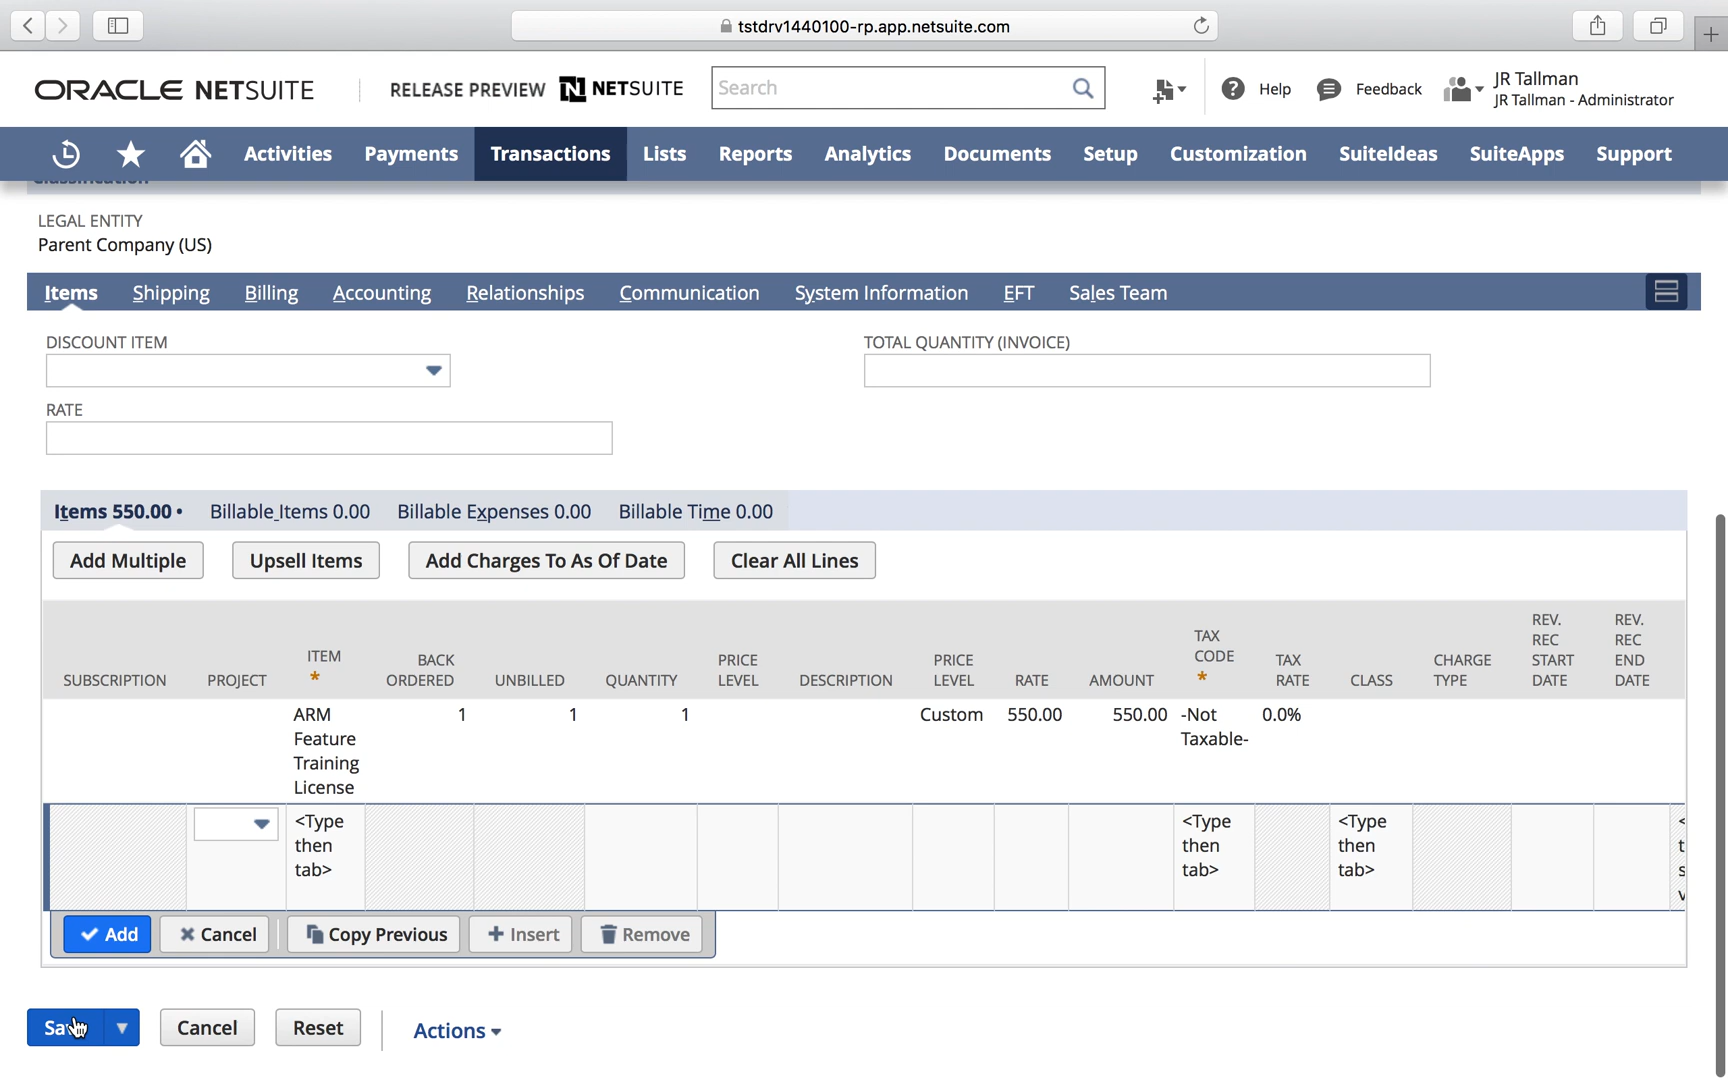 tstdrv1440100-rp.app.netsuite.com
ORACLE NETSUITE
RELEASE PREVIEW
N NETSUITE
Search
Help
Feedback
JR Tallman
JR Tallman - Administrator
Activities
Payments
Transactions
Lists
Reports
Analytics
Documents
Setup
Customization
SuiteIdeas
SuiteApps
Support
Classification
LEGAL ENTITY
Parent Company (US)
Items
Shipping
Billing
Accounting
Relationships
Communication
System Information
EFT
Sales Team
DISCOUNT ITEM
TOTAL QUANTITY (INVOICE)
RATE
Items 550.00 •
Billable Items 0.00
Billable Expenses 0.00
Billable Time 0.00
Add Multiple
Upsell Items
Add Charges To As Of Date
Clear All Lines
SUBSCRIPTION
PROJECT
ITEM
*
BACK
ORDERED
UNBILLED
QUANTITY
PRICE
LEVEL
DESCRIPTION
PRICE
LEVEL
RATE
AMOUNT
TAX
CODE
*
TAX
RATE
CLASS
CHARGE
TYPE
REV.
REC
START
DATE
REV.
REC
END
DATE
ARM
Feature
Training
License
1
1
1
Custom
550.00
550.00
-Not
Taxable-
0.0%
<Type
then
tab>
<Type
then
tab>
<Type
then
tab>
<
t
s
Add
Cancel
Copy Previous
Insert
Remove
Cancel
Reset
Actions